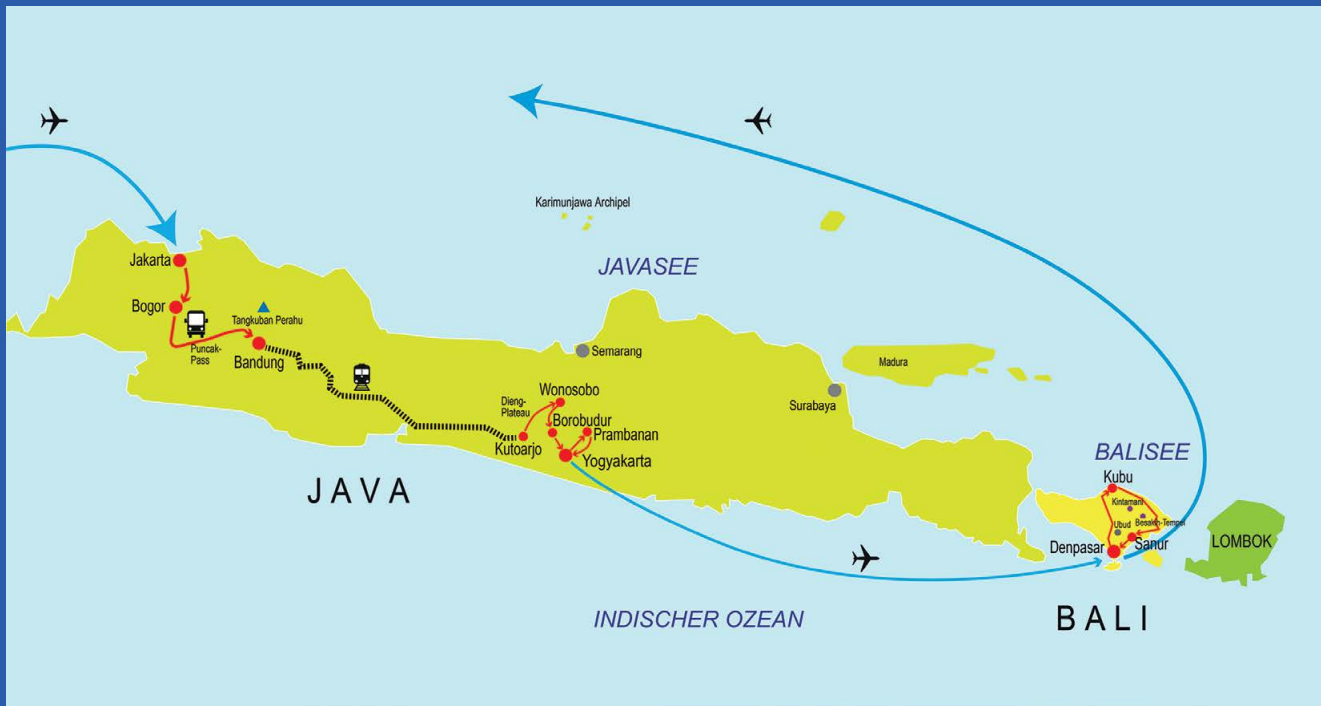 Karimunjawa Archipel
JAVASEE
Jakarta
Bogor
Tangkuban Perahu
Puncak-
Pass
Bandung
Semarang
Madura
Surabaya
Wonosobo
Dieng-
Plateau
Borobudur
Prambanan
Kutoarjo
Yogyakarta
JAVA
BALISEE
Kubu
Kintamani
Besakih-Tempel
Ubud
Denpasar
Sanur
LOMBOK
INDISCHER OZEAN
BALI